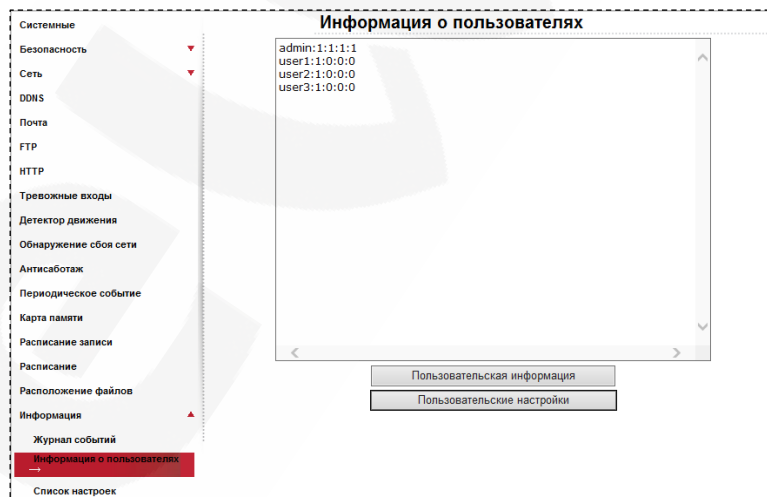 Информация о пользователях
Системные
Безопасность
Сеть
DDNS
Почта
FTP
HTTP
Тревожные входы
Детектор движения
Обнаружение сбоя сети
Антисаботаж
Периодическое событие
Карта памяти
Расписание записи
Расписание
Расположение файлов
Информация
Журнал событий
Информация о пользователях
Список настроек
admin:1:1:1:1
user1:1:0:0:0
user2:1:0:0:0
user3:1:0:0:0
Пользовательская информация
Пользовательские настройки